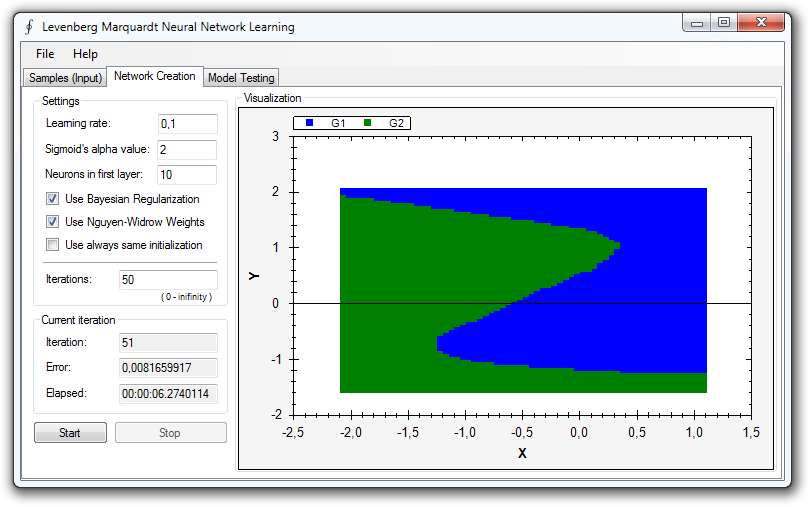 Levenberg Marquardt Neural Network Learning
File Help
Samples (Input) Network Creation Model Testing
Settings
Learning rate: 0,1
Sigmoid's alpha value: 2
Neurons in first layer: 10
Use Bayesian Regularization
Use Nguyen-Widrow Weights
Use always same initialization
Iterations: 50
( 0 - inifinity )
Current iteration
Iteration: 51
Error: 0,0081659917
Elapsed: 00:00:06.2740114
Start Stop
Visualization
G1 G2
3
2
1
0
-1
-2
Y
-2,5 -2,0 -1,5 -1,0 -0,5 0,0 0,5 1,0 1,5
X